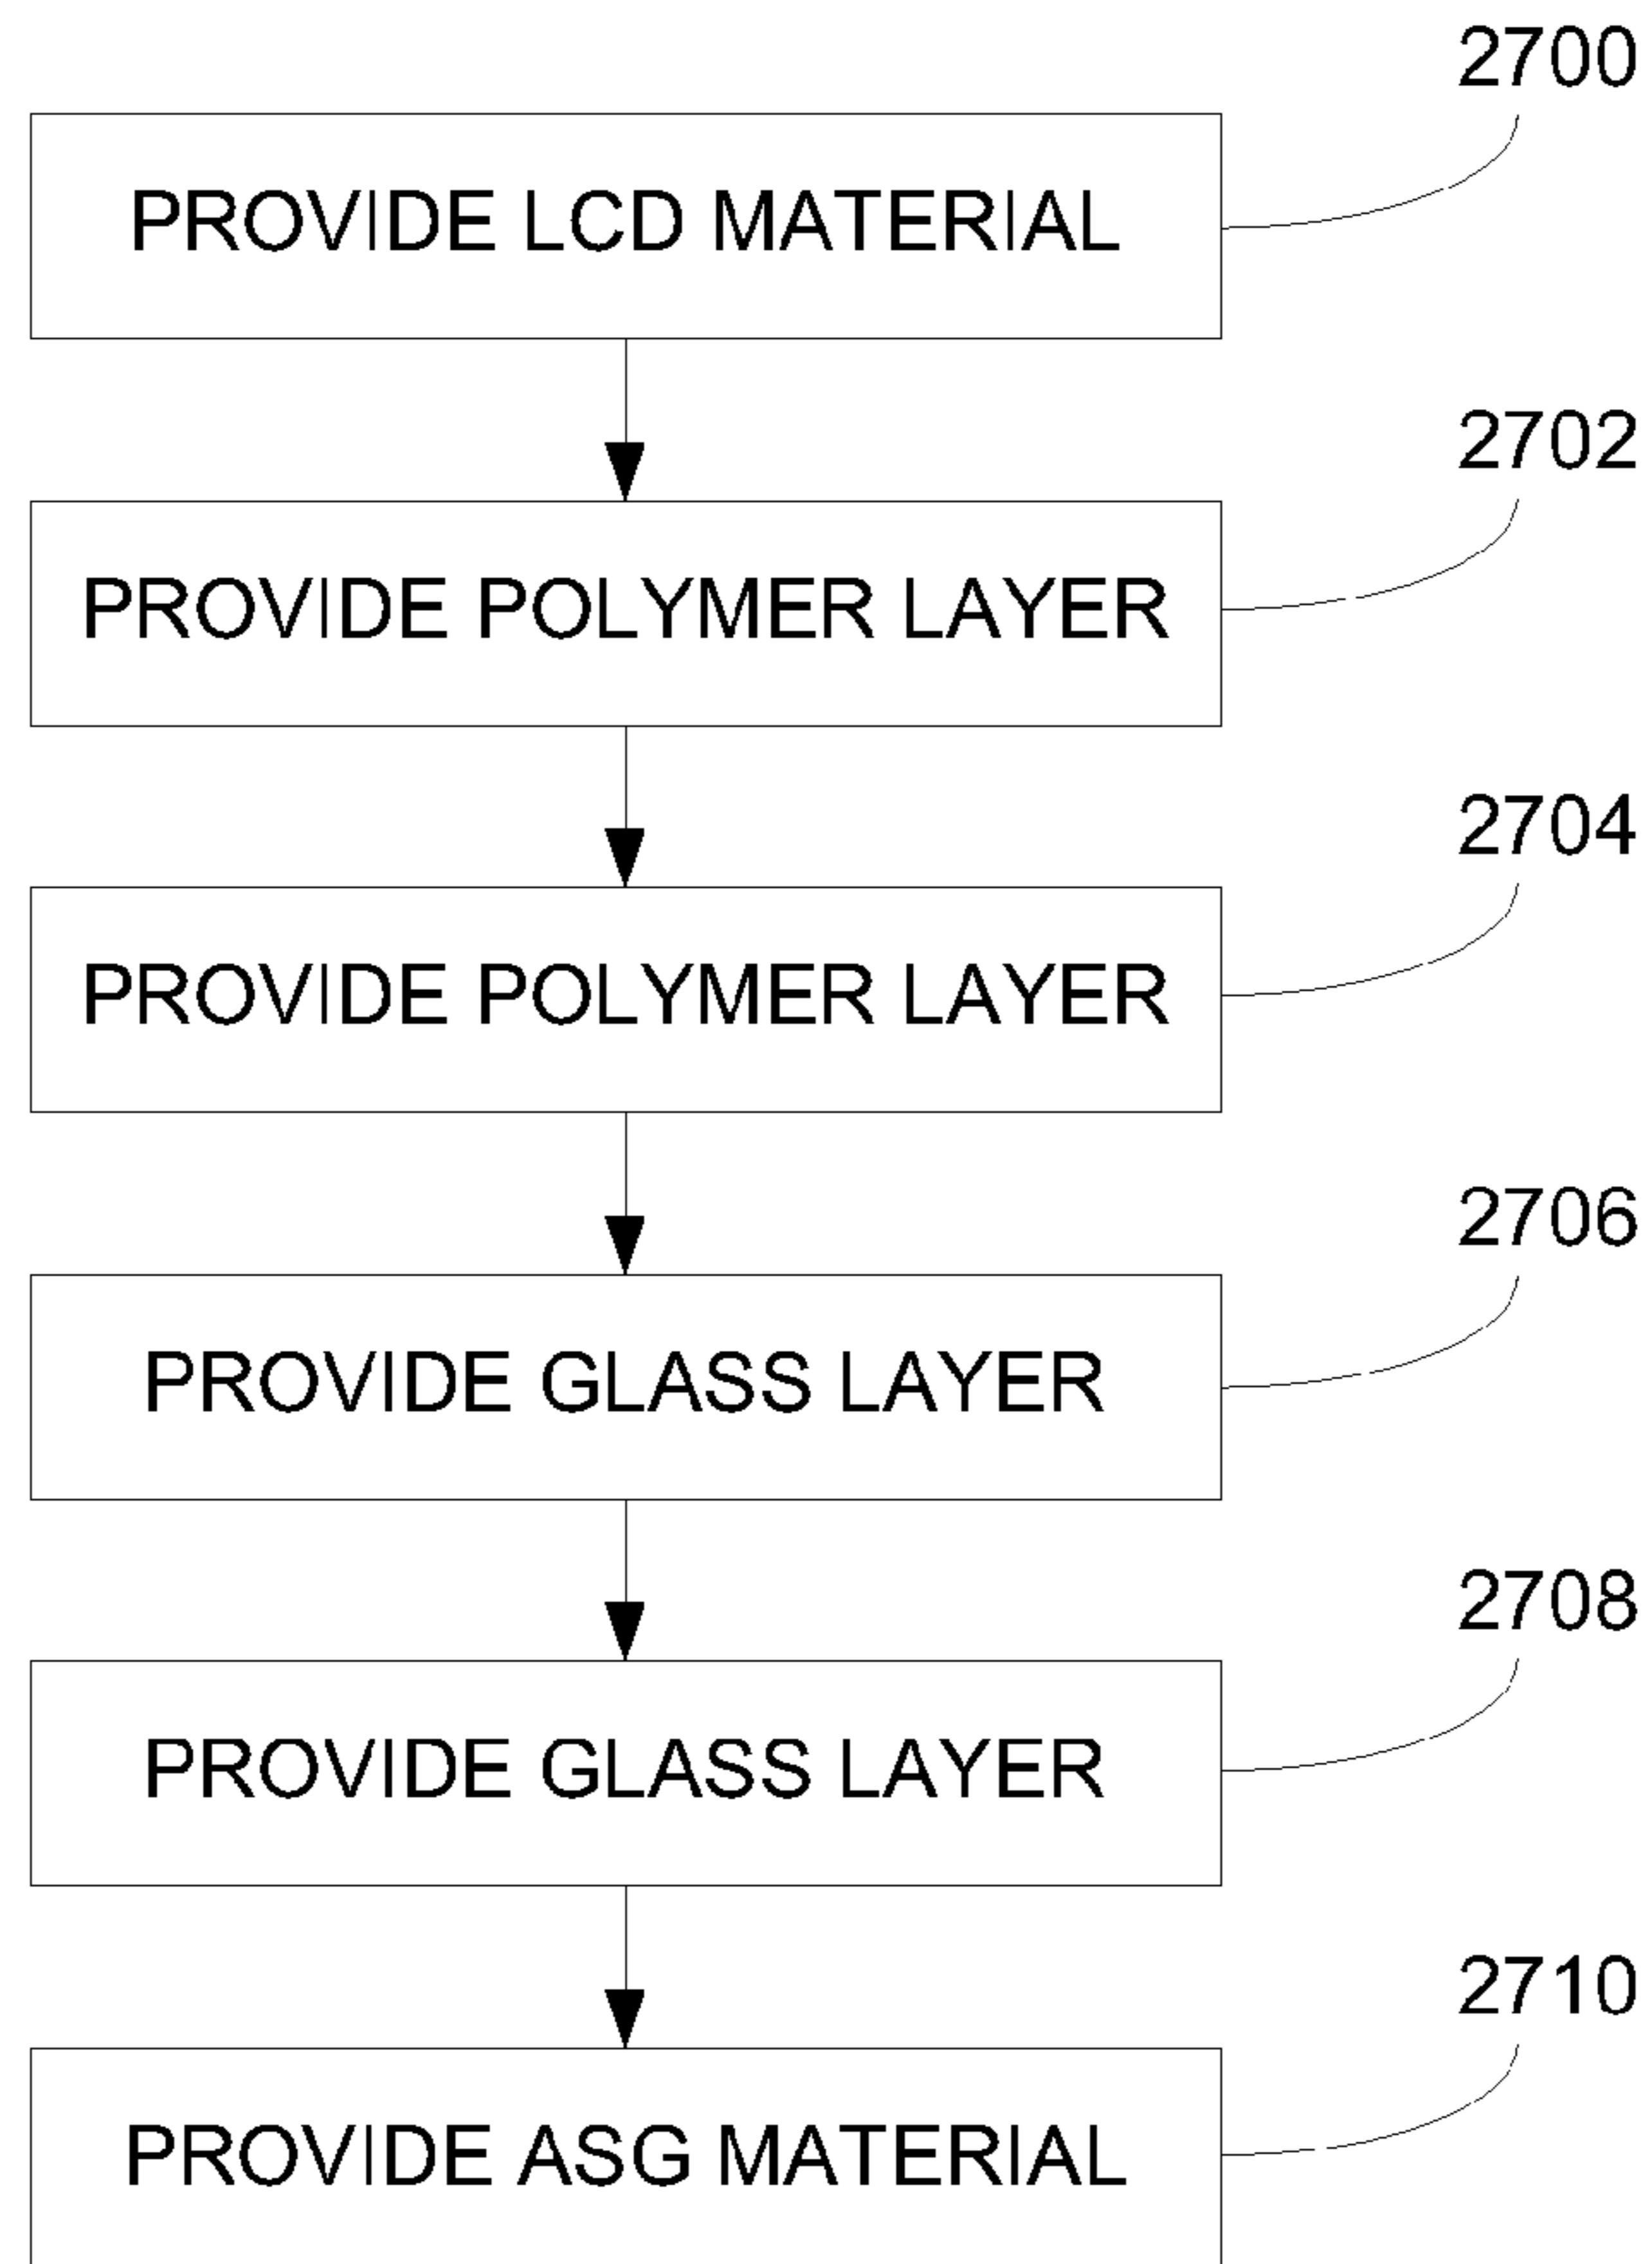 2700
PROVIDE LCD MATERIAL
2702
PROVIDE POLYMER LAYER
2704
PROVIDE POLYMER LAYER
2706
PROVIDE GLASS LAYER
2708
PROVIDE GLASS LAYER
2710
PROVIDE ASG MATERIAL